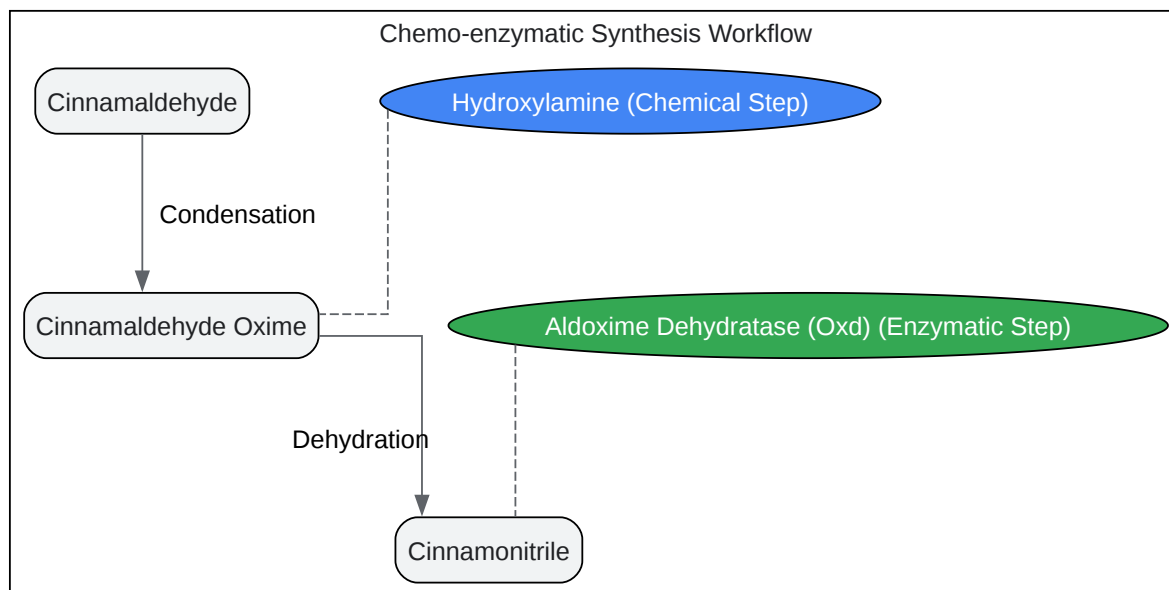 Chemo-enzymatic Synthesis Workflow
Cinnamaldehyde
Hydroxylamine (Chemical Step)
Condensation
Cinnamaldehyde Oxime
Aldoxime Dehydratase (Oxd) (Enzymatic Step)
Dehydration
Cinnamonitrile